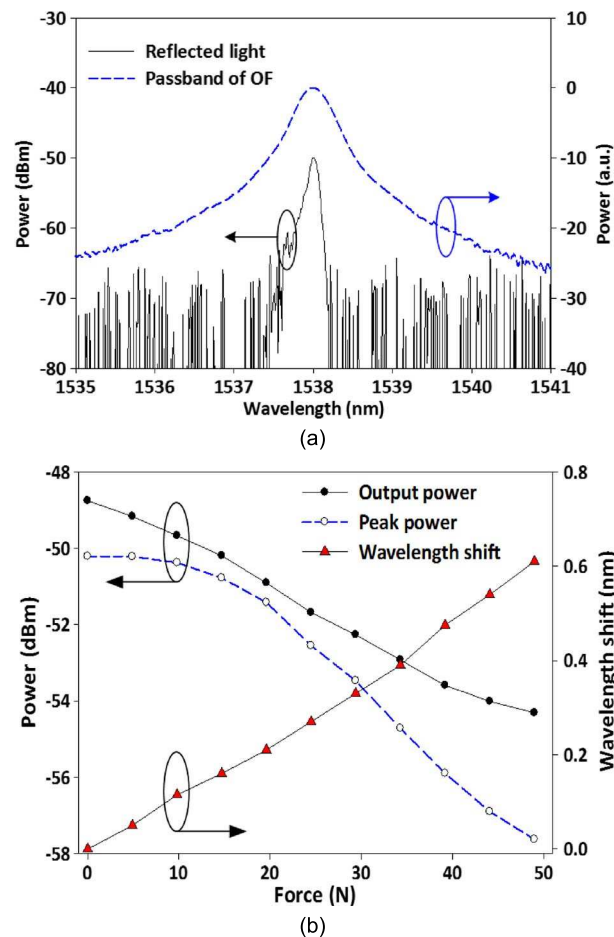 -30
-40
-50
-60
-70
-80
Power (dBm)
Reflected light
Passband of OF
10
0
-10
-20
-30
-40
Power (a.u.)
1535 1536 1537 1538 1539 1540 1541
Wavelength (nm)
(a)
-48
-50
-52
-54
-56
-58
Power (dBm)
Output power
Peak power
Wavelength shift
0.8
0.6
0.4
0.2
0.0
Wavelength shift (nm)
0 10 20 30 40 50
Force (N)
(b)